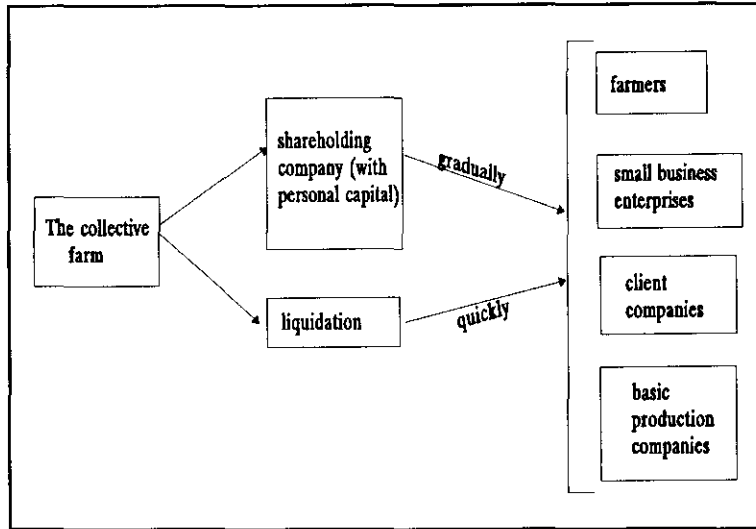 The collective
farm
shareholding
company (with
personal capital)
liquidation
gradually
quickly
farmers
small business
enterprises
client
companies
basic
production
companies